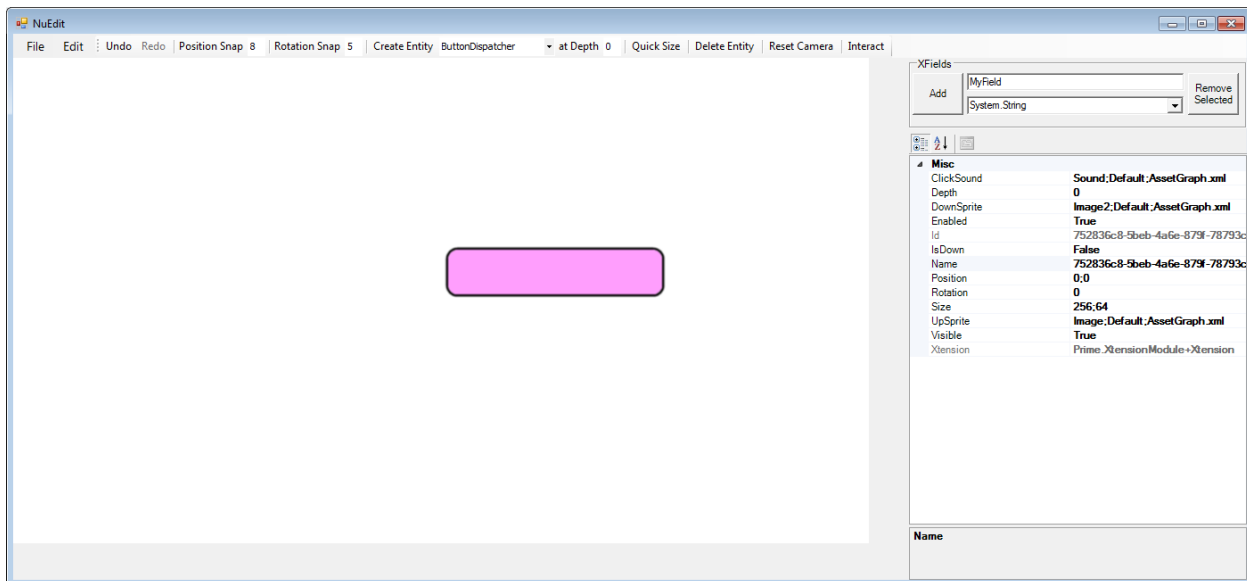 NuEdit
File Edit Undo Redo Position Snap 8 Rotation Snap 5 Create Entity ButtonDispatcher at Depth 0 Quick Size Delete Entity Reset Camera Interact
XFields
Add MyField Remove Selected
System.String
Misc
ClickSound Sound;Default;AssetGraph.xml
Depth 0
DownSprite Image2;Default;AssetGraph.xml
Enabled True
Id 752836c8-5beb-4a6e-879f-78793c
IsDown False
Name 752836c8-5beb-4a6e-879f-78793c
Position 0;0
Rotation 0
Size 256;64
UpSprite Image;Default;AssetGraph.xml
Visible True
Xtension Prime.XtensionModule+Xtension
Name